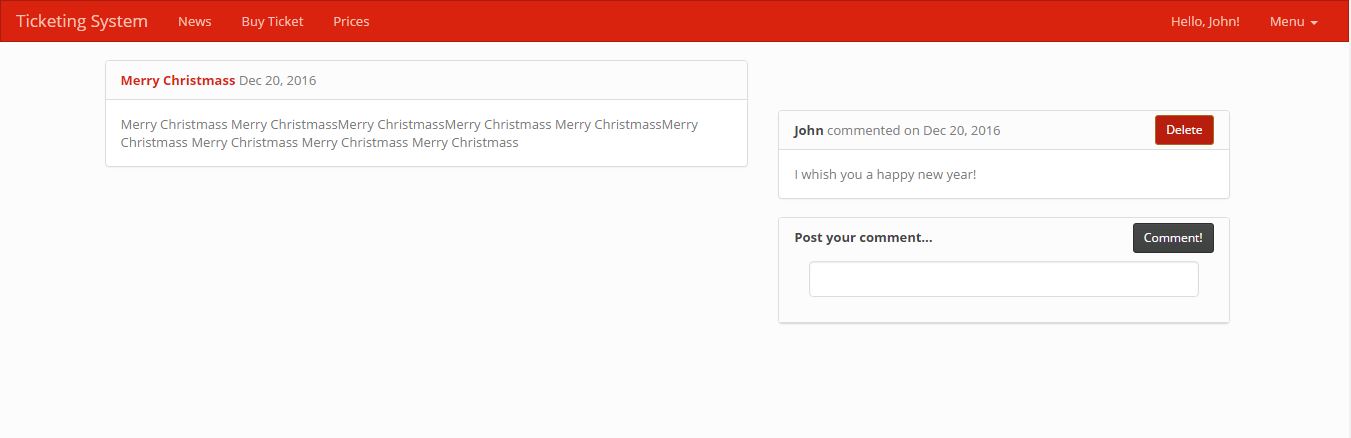 Ticketing System News Buy Ticket Prices Hello, John! Menu
Merry Christmass Dec 20, 2016
Merry Christmass Merry ChristmassMerry ChristmassMerry Christmass Merry ChristmassMerry
Christmass Merry Christmass Merry Christmass Merry Christmass
John commented on Dec 20, 2016 Delete
I whish you a happy new year!
Post your comment... Comment!